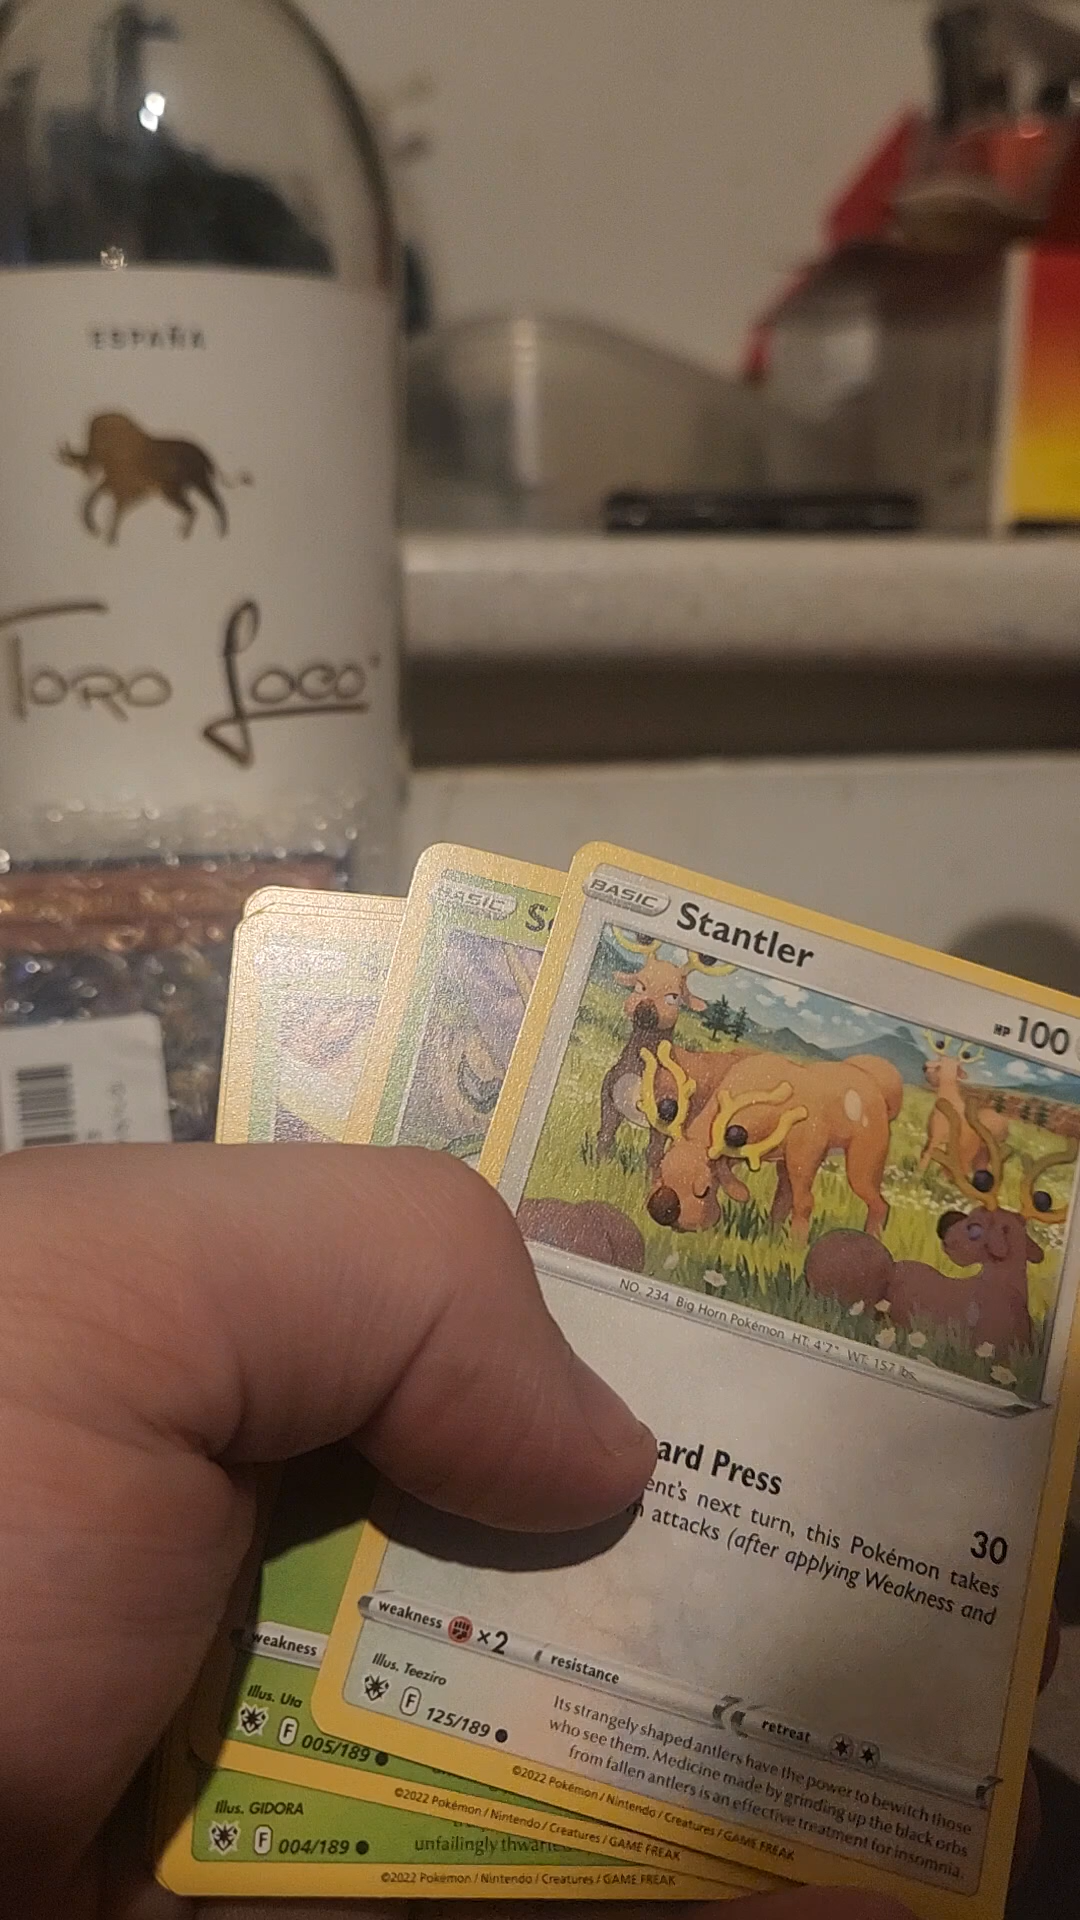 ESPAÑA
TORO LOCO
BASIC
BASIC Stantler
HP 100
NO. 234 Big Horn Pokémon HT: 4'7" WT: 157 lbs.
ard Press
30
ent's next turn, this Pokémon takes
attacks (after applying Weakness and
weakness ×2 resistance
retreat
Illus. Teeziro
F 125/189
Its strangely shaped antlers have the power to bewitch those
who see them. Medicine made by grinding up the black orbs
from fallen antlers is an effective treatment for insomnia.
©2022 Pokémon / Nintendo / Creatures / GAME FREAK
weakness
Illus. Uta
F 005/189
©2022 Pokémon / Nintendo / Creatures / GAME FREAK
Illus. GIDORA
F 004/189
unfailingly
©2022 Pokémon / Nintendo / Creatures / GAME FREAK